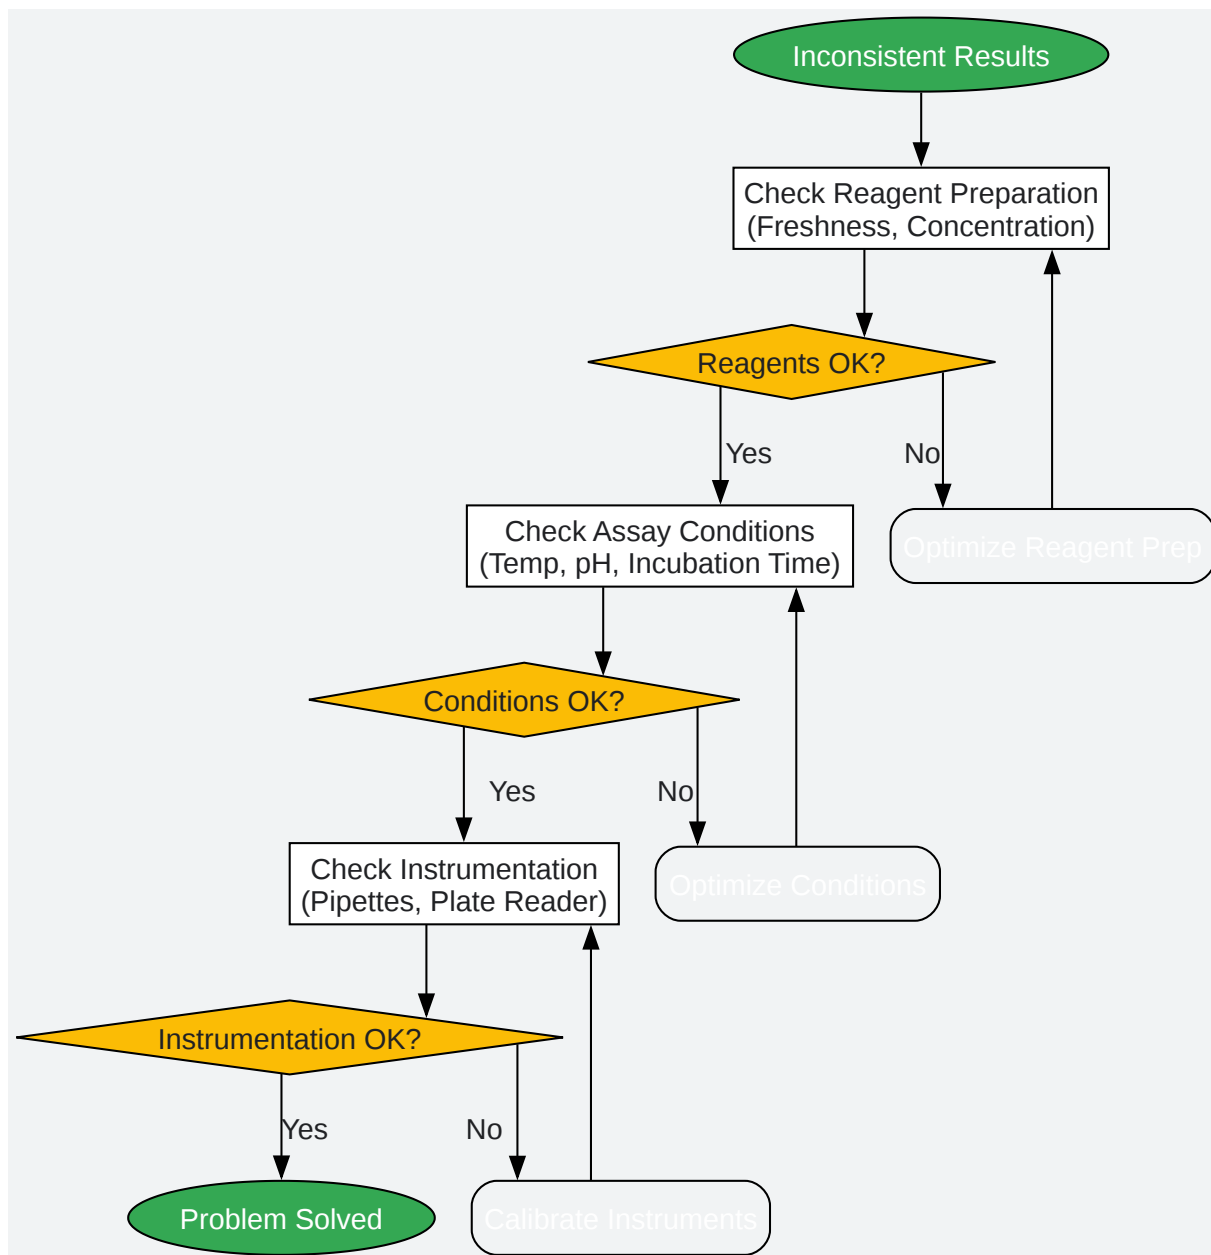 Inconsistent Results
Check Reagent Preparation
(Freshness, Concentration)
Reagents OK?
Yes
No
Check Assay Conditions
(Temp, pH, Incubation Time)
Optimize Reagent Prep
Conditions OK?
Yes
No
Check Instrumentation
(Pipettes, Plate Reader)
Optimize Conditions
Instrumentation OK?
Yes
No
Problem Solved
Calibrate Instruments